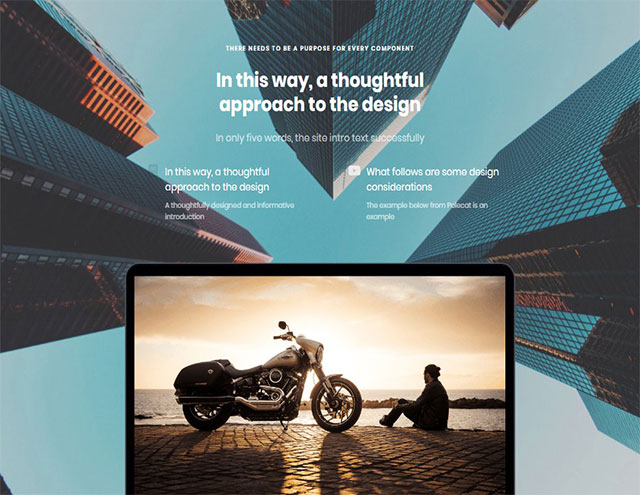 THERE NEEDS TO BE A PURPOSE FOR EVERY COMPONENT
In this way, a thoughtful
approach to the design
In only five words, the site intro text successfully
In this way, a thoughtful
approach to the design
A thoughtfully designed and informative
introduction
What follows are some design
considerations
The example below from Polecat is an
example